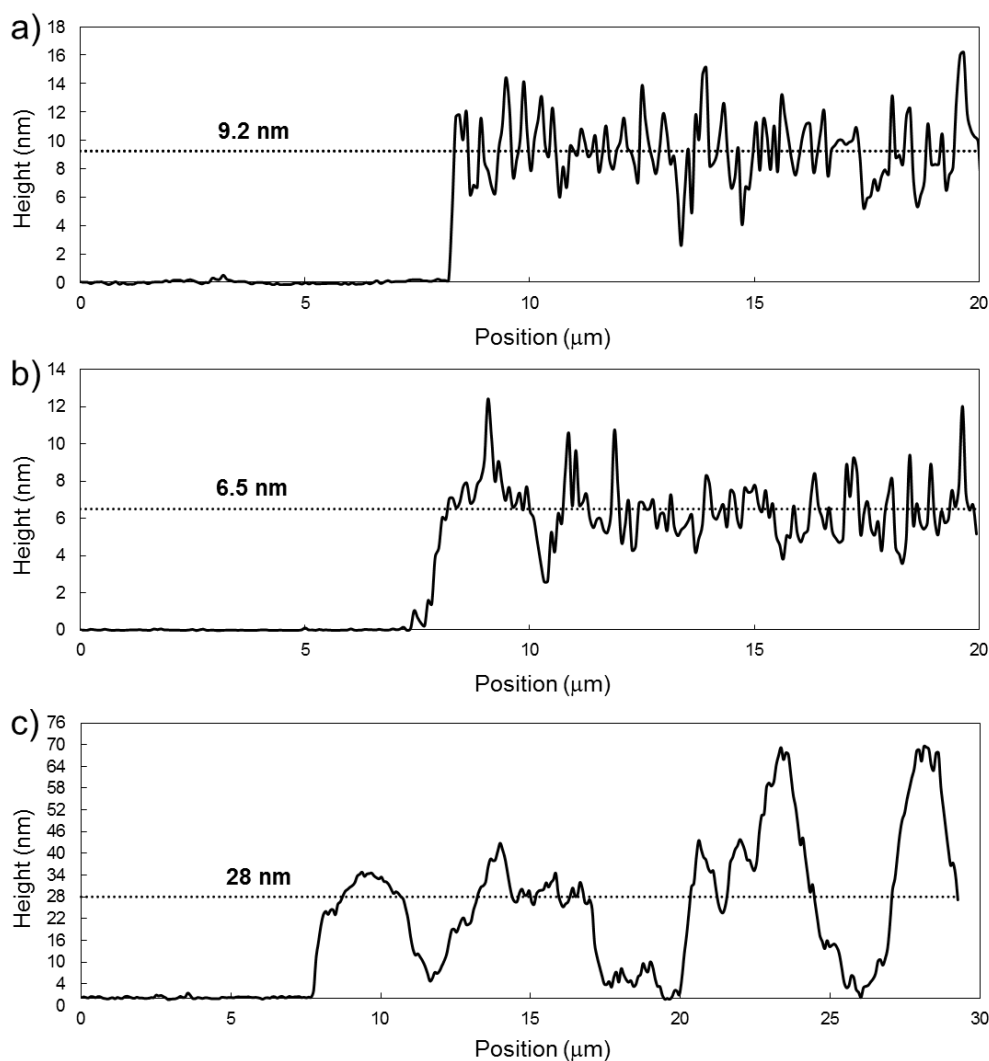 a)
18
16
14
12
10
8
6
4
2
0
Height (nm)
9.2 nm
0 5 10 15 20
Position (μm)
b)
14
12
10
8
6
4
2
0
Height (nm)
6.5 nm
0 5 10 15 20
Position (μm)
c)
76
70
64
58
52
46
40
34
28
22
16
10
4
0
Height (nm)
28 nm
0 5 10 15 20 25 30
Position (μm)